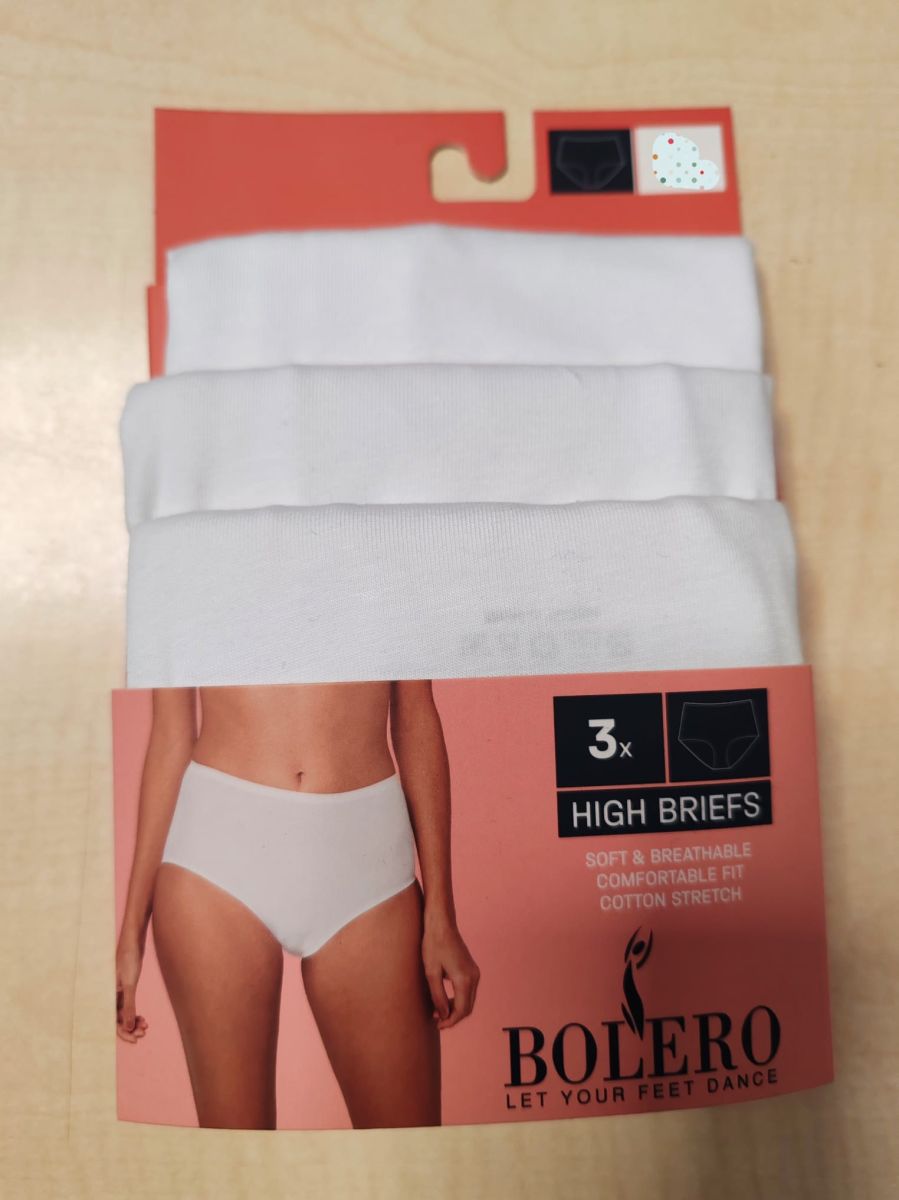 3x
HIGH BRIEFS
SOFT & BREATHABLE
COMFORTABLE FIT
COTTON STRETCH
BOLERO
LET YOUR FEET DANCE